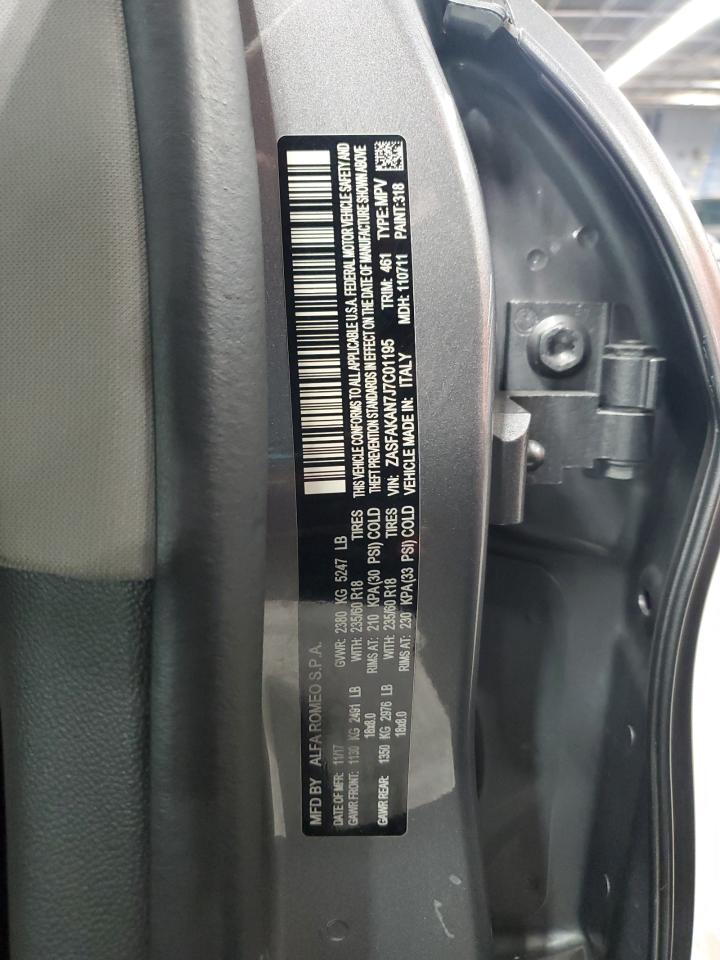 MFD BY ALFA ROMEO S.P.A.
DATE OF MFR: 11/17 GVWR: 2380 KG 5247 LB
GAWR FRONT: 1130 KG 2491 LB WITH: 235/60 R18 TIRES
18x8.0 RIMS AT: 210 KPA(30 PSI) COLD
GAWR REAR: 1350 KG 2976 LB WITH: 235/60 R18 TIRES
18x8.0 RIMS AT: 230 KPA(33 PSI) COLD
THIS VEHICLE CONFORMS TO ALL APPLICABLE U.S.A. FEDERAL MOTOR VEHICLE SAFETY AND
THEFT PREVENTION STANDARDS IN EFFECT ON THE DATE OF MANUFACTURE SHOWN ABOVE
VIN: ZASFAKAN7J7C01195 TRIM: 461 TYPE: MPV
VEHICLE MADE IN: ITALY MDH: 110711 PAINT: 318